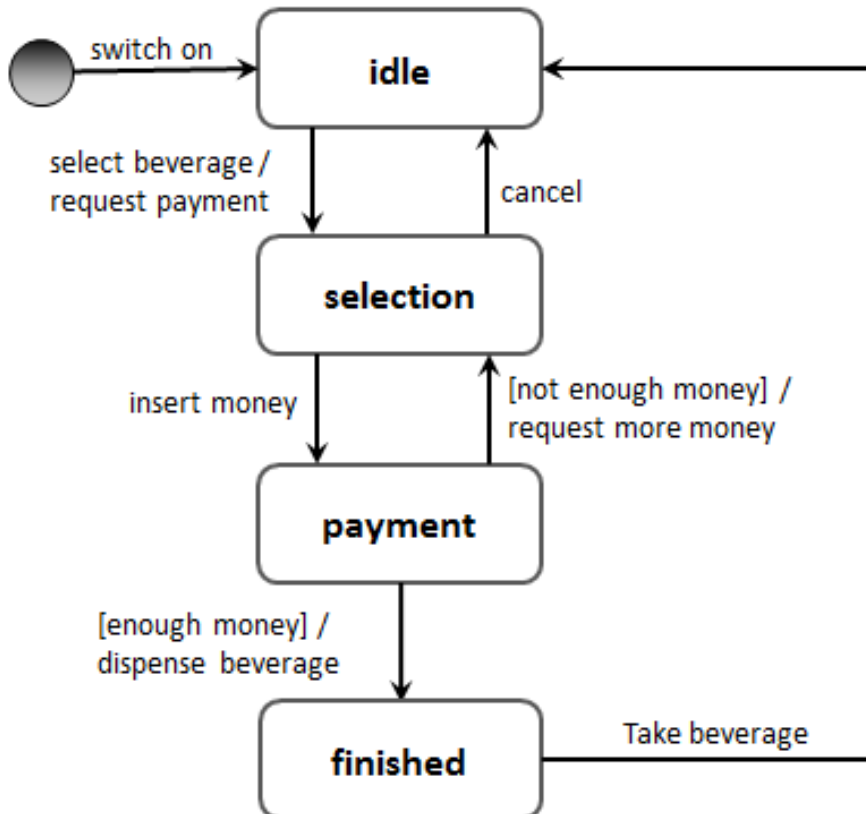 switch on
idle
select beverage /
request payment
cancel
selection
insert money
[not enough money] /
request more money
payment
[enough money] /
dispense beverage
Take beverage
finished